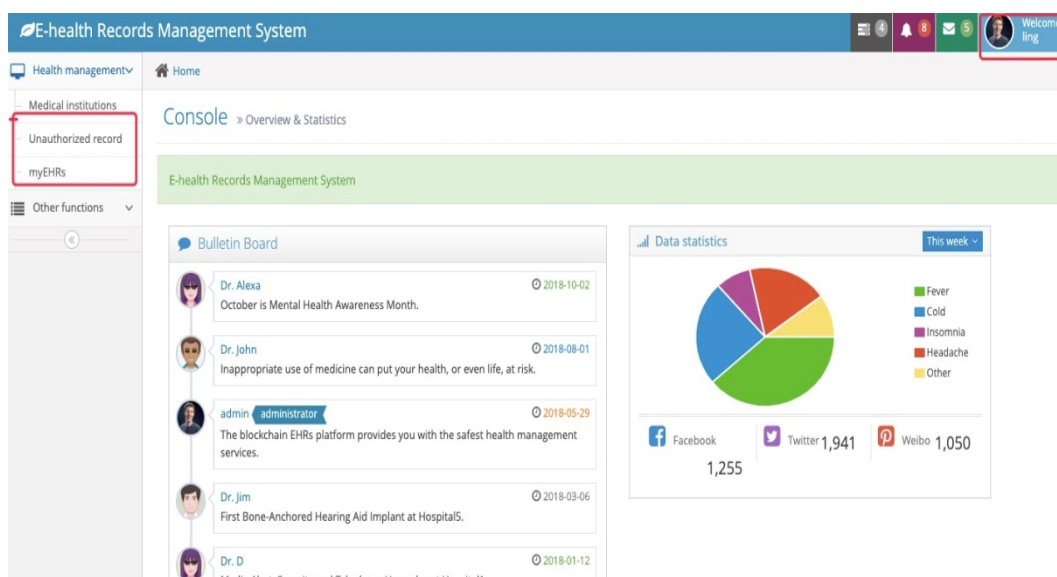 E-health Records Management System
4
8
5
Welcome
ling
Health management
Home
Medical institutions
Unauthorized record
myEHRs
Other functions
Console » Overview & Statistics
E-health Records Management System
Bulletin Board
Dr. Alexa 2018-10-02
October is Mental Health Awareness Month.
Dr. John 2018-08-01
Inappropriate use of medicine can put your health, or even life, at risk.
admin administrator 2018-05-29
The blockchain EHRs platform provides you with the safest health management
services.
Dr. Jim 2018-03-06
First Bone-Anchored Hearing Aid Implant at Hospital5.
Dr. D 2018-01-12
Data statistics
This week
Fever
Cold
Insomnia
Headache
Other
Facebook
1,255
Twitter 1,941
Weibo 1,050